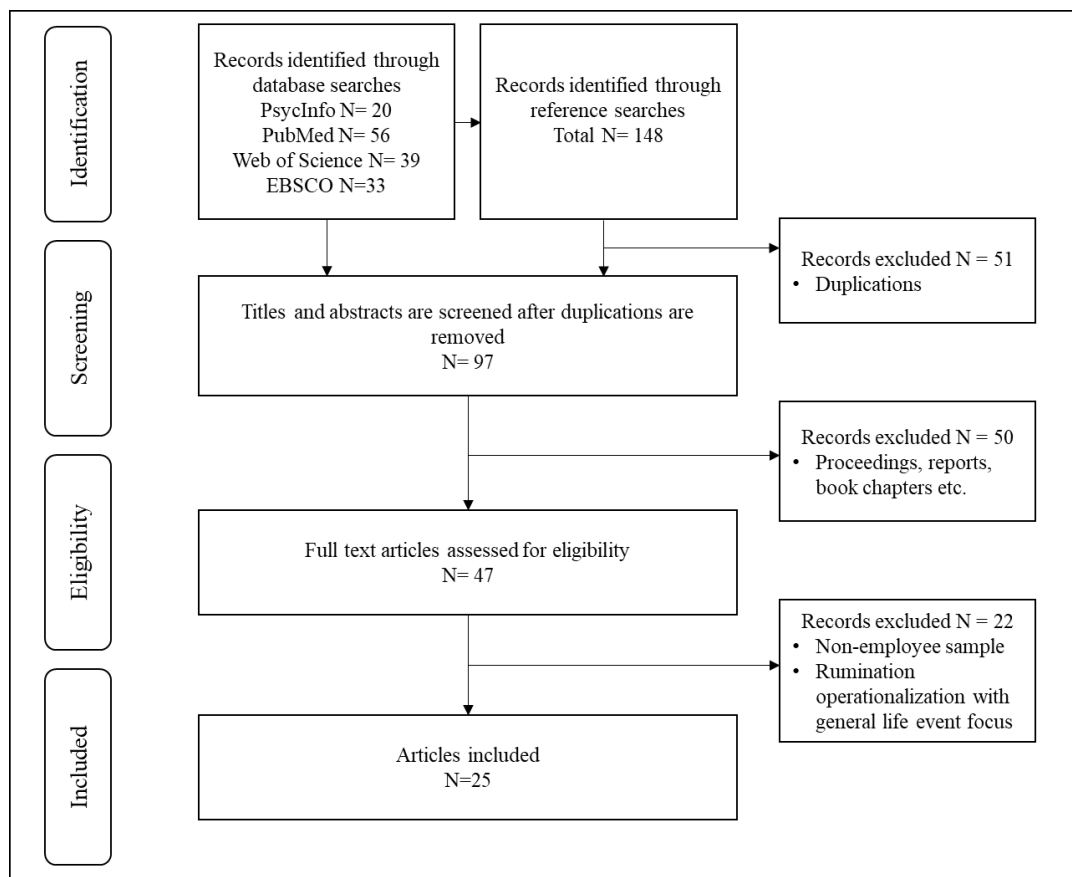 Identification
Records identified through
database searches
PsycInfo N= 20
PubMed N= 56
Web of Science N= 39
EBSCO N=33
Records identified through
reference searches
Total N= 148
Records excluded N = 51
• Duplications
Screening
Titles and abstracts are screened after duplications are
removed
N= 97
Records excluded N = 50
• Proceedings, reports,
book chapters etc.
Eligibility
Full text articles assessed for eligibility
N= 47
Records excluded N = 22
• Non-employee sample
• Rumination
operationalization with
general life event focus
Included
Articles included
N=25